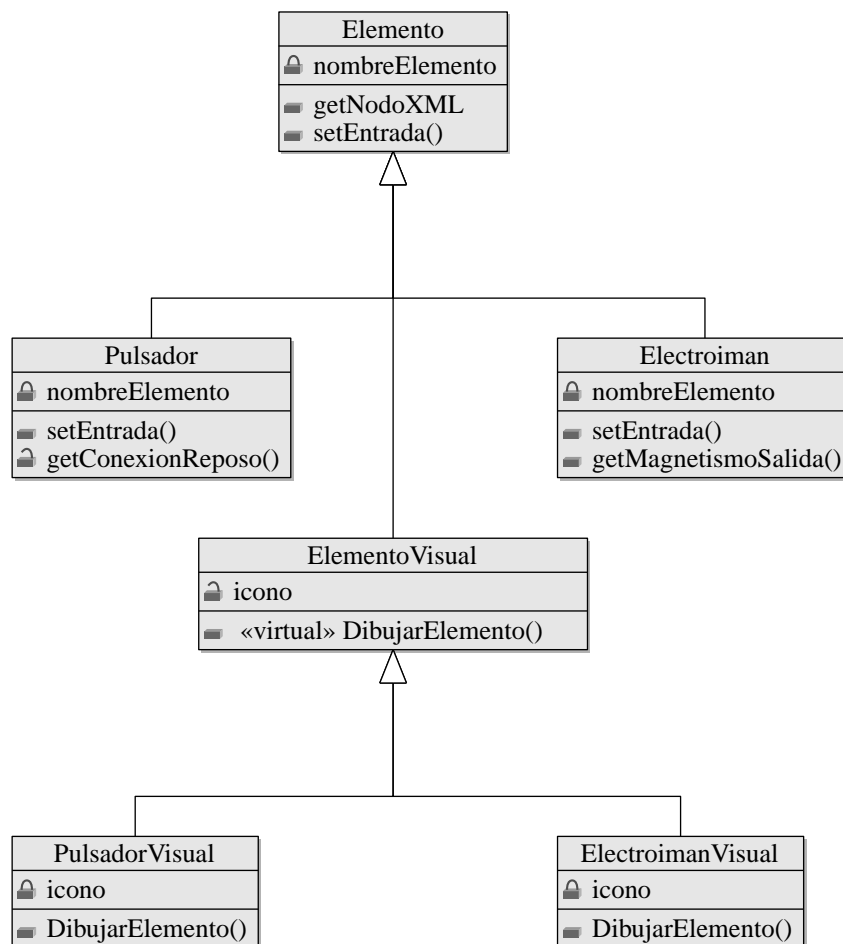 Elemento
nombreElemento
getNodoXML
setEntrada()
Pulsador
nombreElemento
setEntrada()
getConexionReposo()
Electroiman
nombreElemento
setEntrada()
getMagnetismoSalida()
ElementoVisual
icono
«virtual» DibujarElemento()
PulsadorVisual
icono
DibujarElemento()
ElectroimanVisual
icono
DibujarElemento()